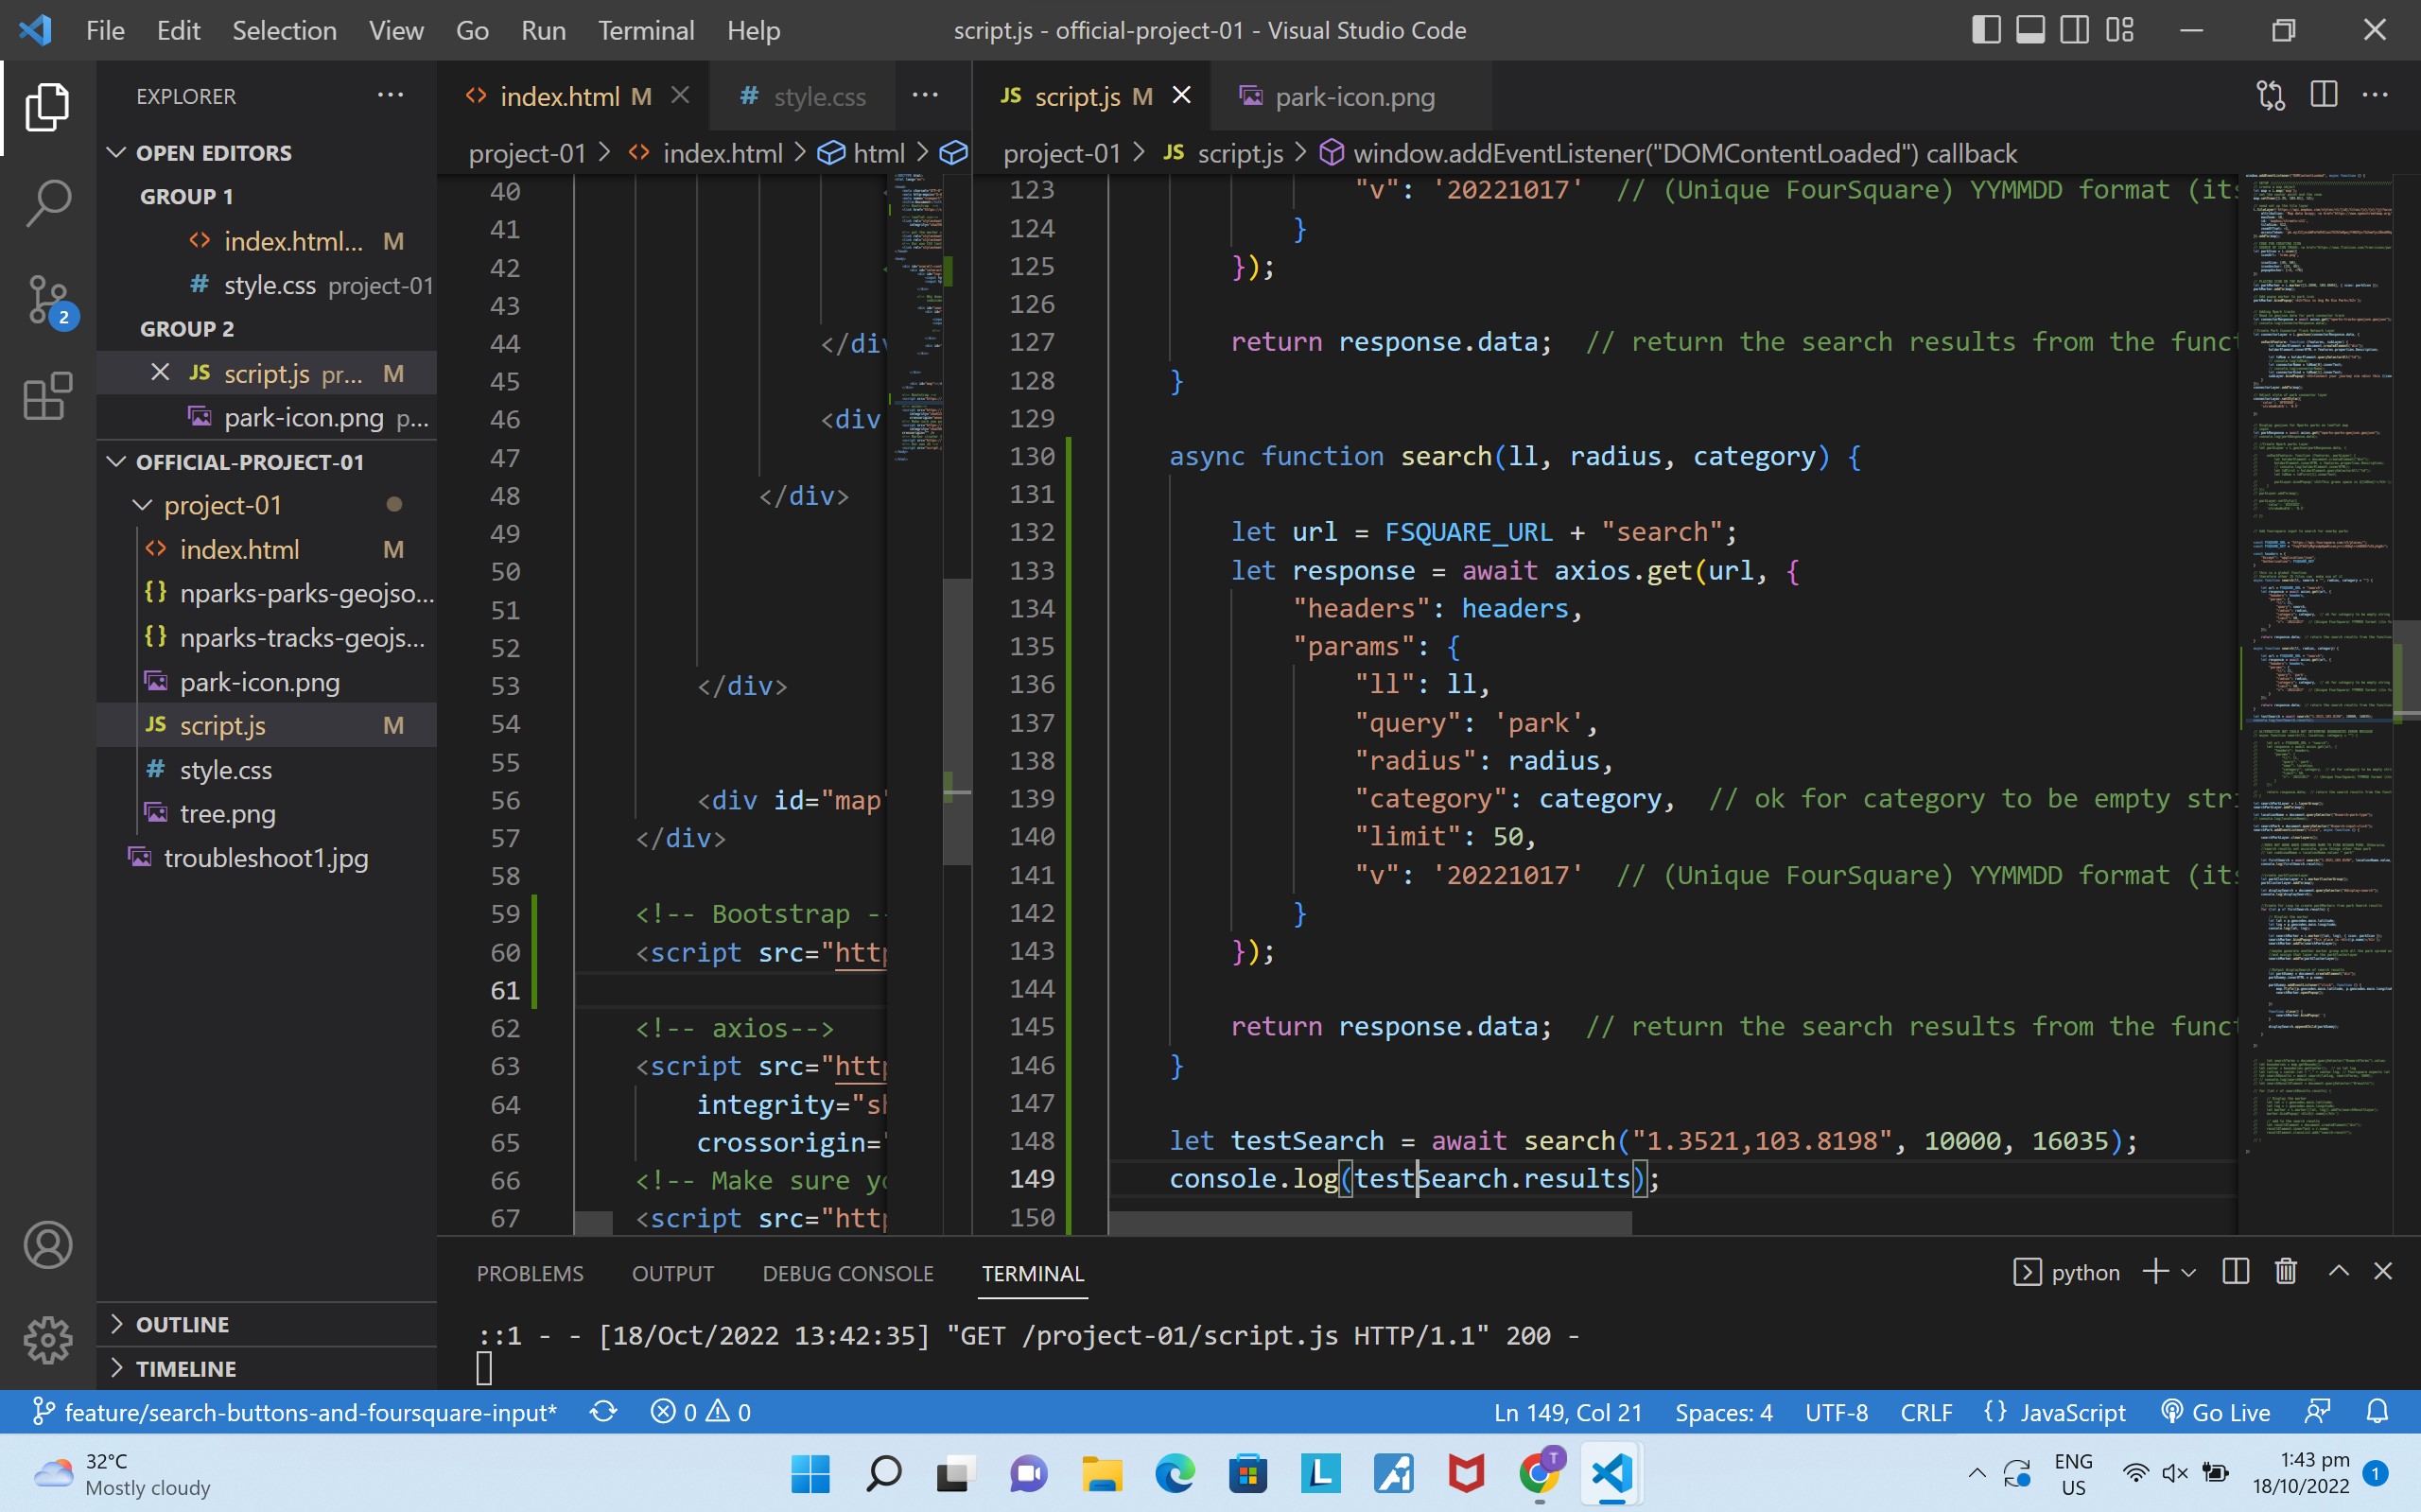 File Edit Selection View Go Run Terminal Help
script.js - official-project-01 - Visual Studio Code
EXPLORER
OPEN EDITORS
GROUP 1
index.html... M
style.css project-01
GROUP 2
script.js pr... M
park-icon.png p...
OFFICIAL-PROJECT-01
project-01
index.html M
nparks-parks-geojso...
nparks-tracks-geojs...
park-icon.png
script.js M
style.css
tree.png
troubleshoot1.jpg
OUTLINE
TIMELINE
2
index.html M
style.css
project-01 > index.html > html >
40
41
42
43
44 </div
45
46 <div
47
48 </div>
49
50
51
52
53 </div>
54
55
56 <div id="map"
57 </div>
58
59 <!-- Bootstrap -
60 <script src="http
61
62 <!-- axios-->
63 <script src="http
64 integrity="sh
65 crossorigin=
66 <!-- Make sure yo
67 <script src="http
script.js M
park-icon.png
project-01 > script.js > window.addEventListener("DOMContentLoaded") callback
123 "v": '20221017' // (Unique FourSquare) YYMMDD format (its
124 }
125 });
126
127 return response.data; // return the search results from the funct
128 }
129
130 async function search(ll, radius, category) {
131
132 let url = FSQUARE_URL + "search";
133 let response = await axios.get(url, {
134 "headers": headers,
135 "params": {
136 "ll": ll,
137 "query": 'park',
138 "radius": radius,
139 "category": category, // ok for category to be empty stri
140 "limit": 50,
141 "v": '20221017' // (Unique FourSquare) YYMMDD format (its
142 }
143 });
144
145 return response.data; // return the search results from the funct
146 }
147
148 let testSearch = await search("1.3521,103.8198", 10000, 16035);
149 console.log(testSearch.results);
150
PROBLEMS OUTPUT DEBUG CONSOLE TERMINAL
python
::1 - - [18/Oct/2022 13:42:35] "GET /project-01/script.js HTTP/1.1" 200 -
feature/search-buttons-and-foursquare-input* 0 0
Ln 149, Col 21 Spaces: 4 UTF-8 CRLF {} JavaScript Go Live
32°C
Mostly cloudy
L
T
ENG
US
1:43 pm
18/10/2022
1